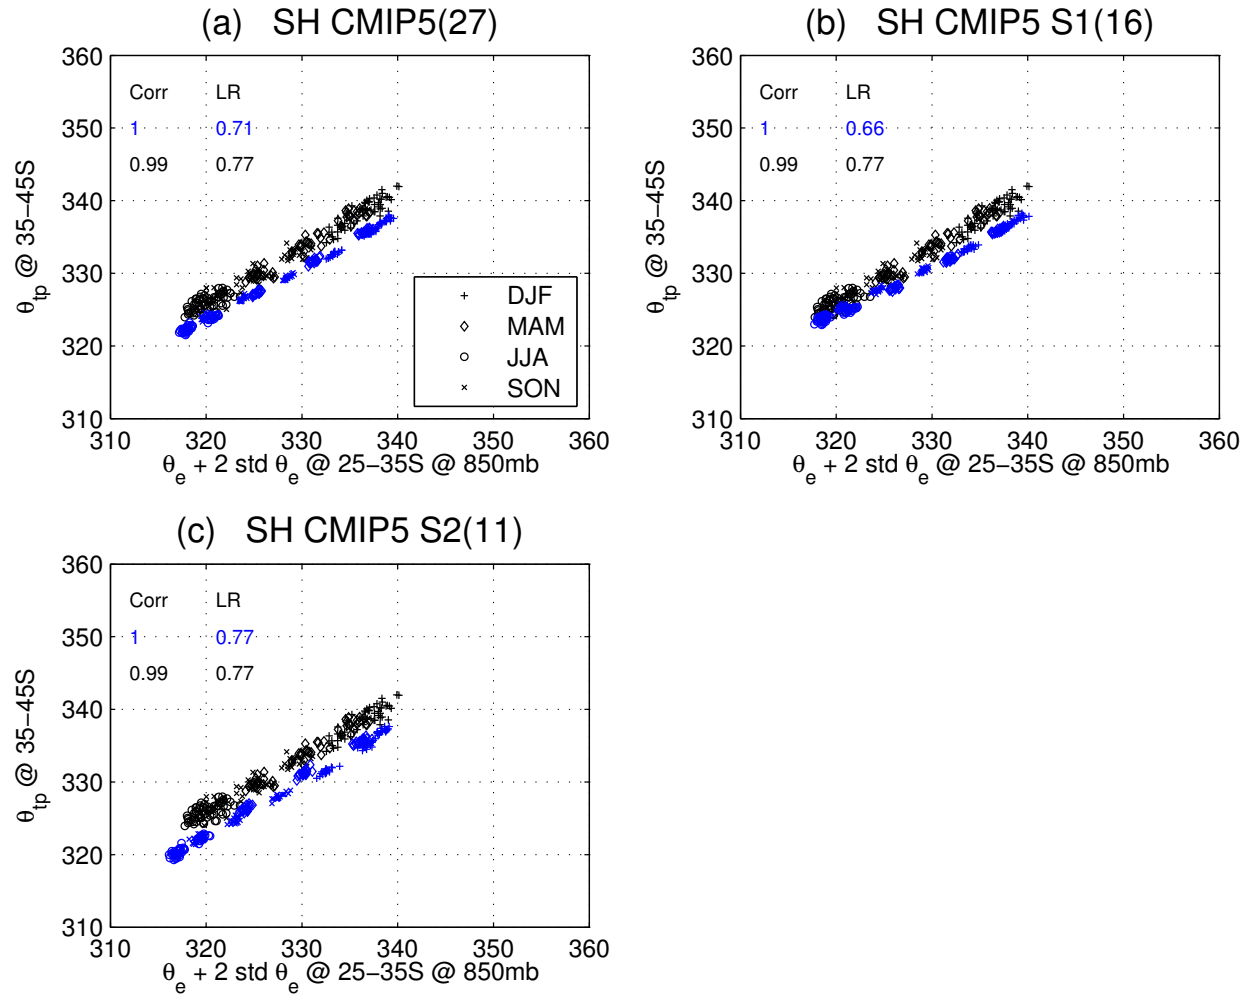 (a) SH CMIP5(27)
360
350
340
330
320
310
θtp @ 35−45S
Corr LR
1 0.71
0.99 0.77
DJF
MAM
JJA
SON
310 320 330 340 350 360
θe + 2 std θe @ 25−35S @ 850mb
(b) SH CMIP5 S1(16)
360
350
340
330
320
310
θtp @ 35−45S
Corr LR
1 0.66
0.99 0.77
310 320 330 340 350 360
θe + 2 std θe @ 25−35S @ 850mb
(c) SH CMIP5 S2(11)
360
350
340
330
320
310
θtp @ 35−45S
Corr LR
1 0.77
0.99 0.77
310 320 330 340 350 360
θe + 2 std θe @ 25−35S @ 850mb